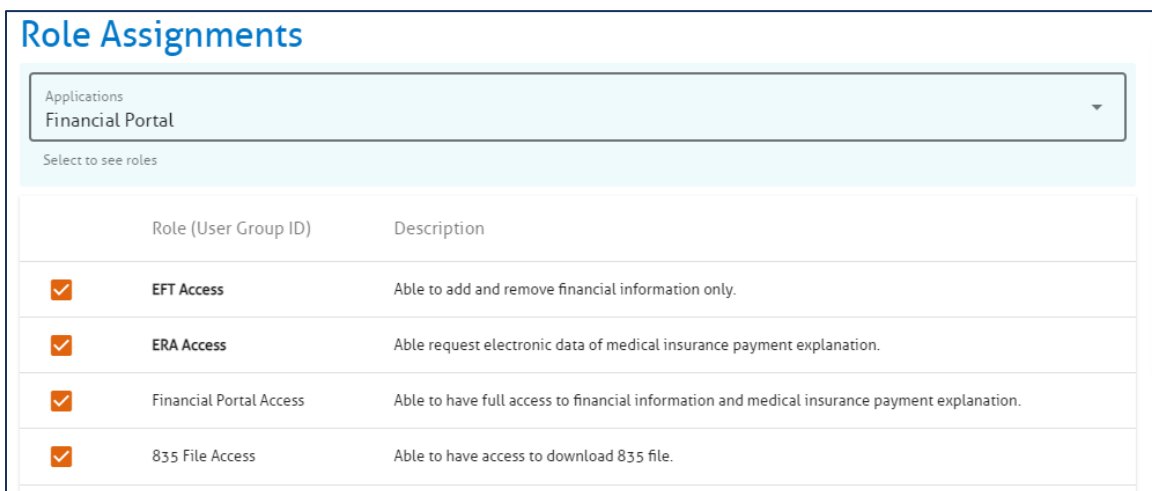 Role Assignments
Applications
Financial Portal
Select to see roles
Role (User Group ID) Description
EFT Access Able to add and remove financial information only.
ERA Access Able request electronic data of medical insurance payment explanation.
Financial Portal Access Able to have full access to financial information and medical insurance payment explanation.
835 File Access Able to have access to download 835 file.